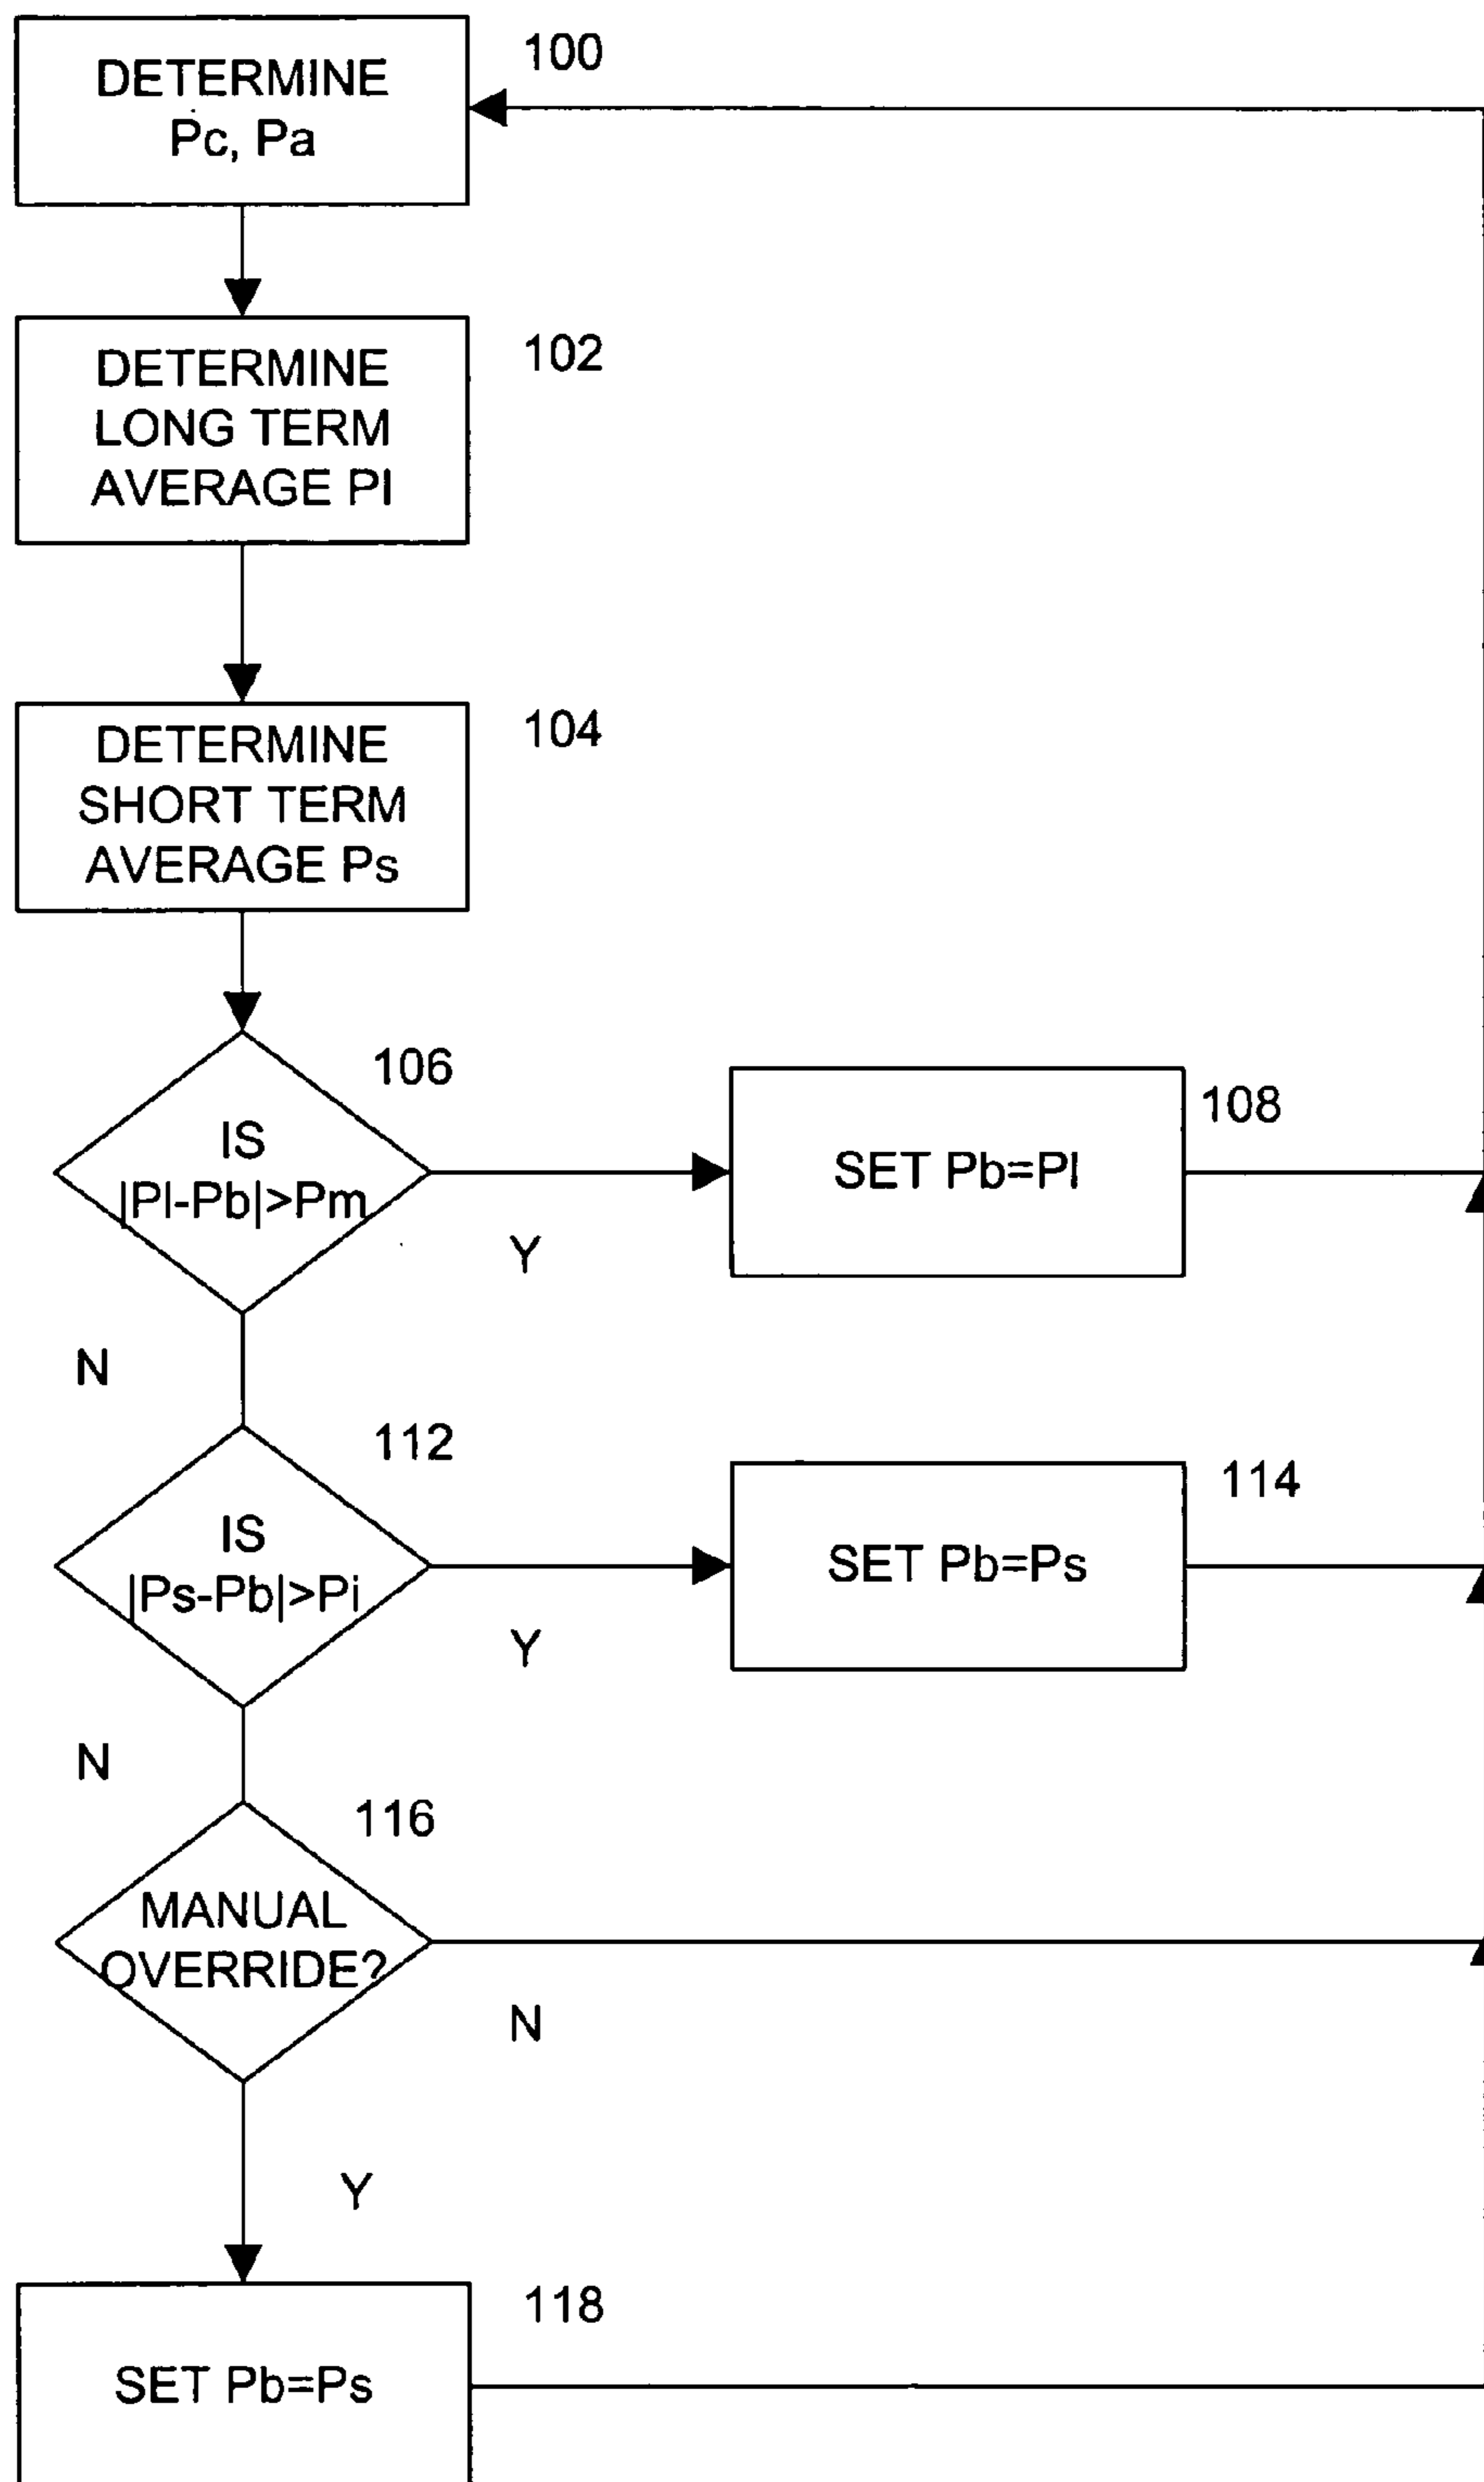 DETERMINE
Pc, Pa
100
DETERMINE
LONG TERM
AVERAGE Pl
102
DETERMINE
SHORT TERM
AVERAGE Ps
104
IS
|Pl-Pb|>Pm
106
Y
SET Pb=Pl
108
N
IS
|Ps-Pb|>Pi
112
Y
SET Pb=Ps
114
N
MANUAL
OVERRIDE?
116
N
Y
SET Pb=Ps
118